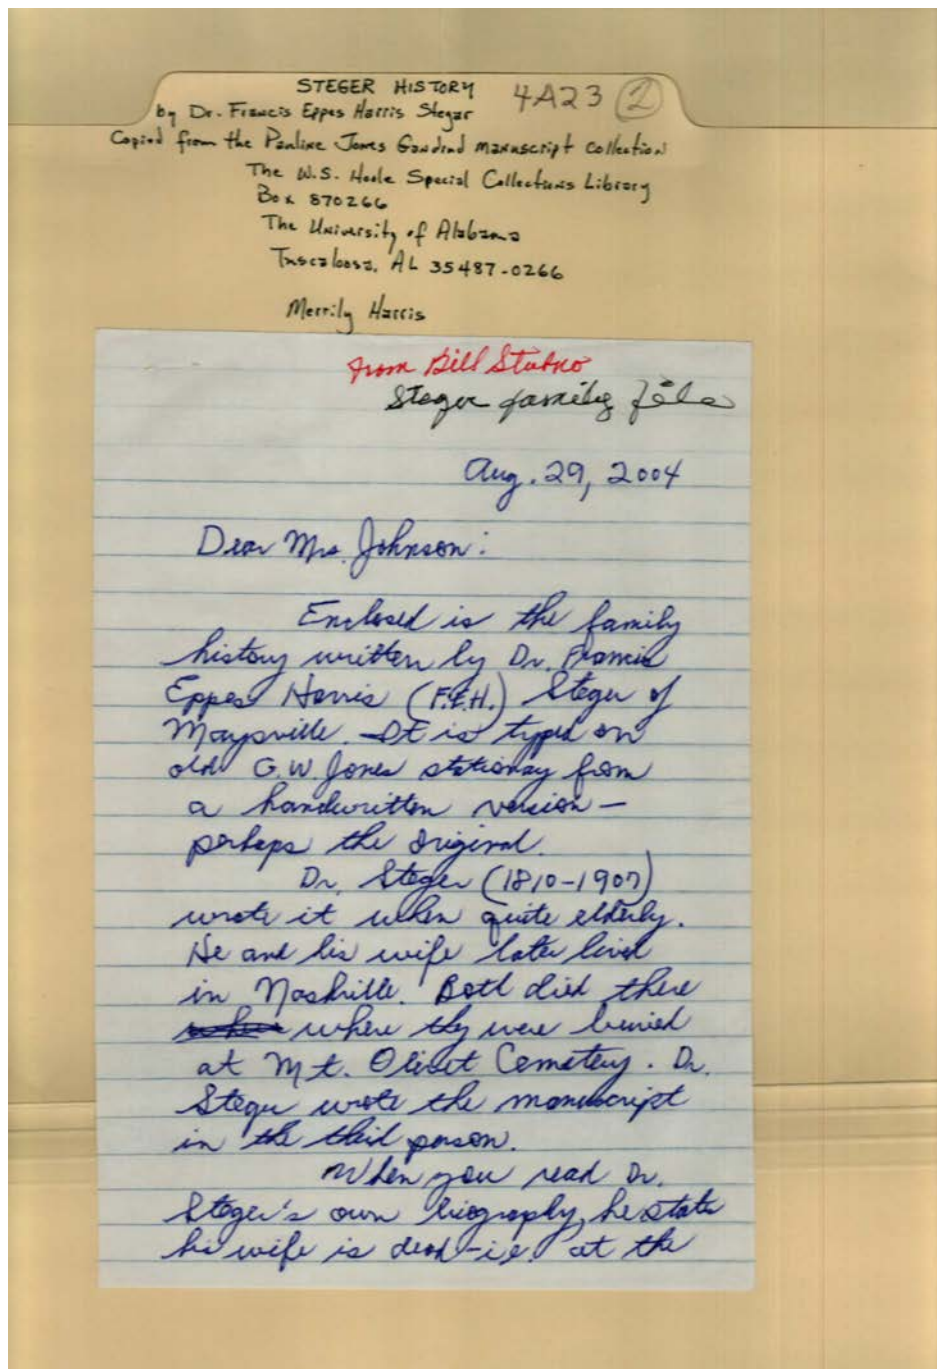 STEGER HISTORY
4A23 2
by Dr. Francis Eppes Harris Stegar
Copied from the Pauline Jones Gandrud manuscript collection
The W.S. Hoole Special Collections Library
Box 870266
The University of Alabama
Tuscaloosa, AL 35487-0266
Merrily Harris
from Bill Stubno
Steger family file
Aug. 29, 2004
Dear Mrs. Johnson:
Enclosed is the family
history written by Dr. Francis
Eppes Harris (F.E.H.) Steger of
Maysville. It is typed on
old G.W. Jones stationay from
a handwritten version -
perhaps the original.
Dr. Steger (1810-1907)
wrote it when quite elderly.
He and his wife later lived
in Nashville. Both died there
where they were buried
at Mt. Olivet Cemetery. Dr.
Steger wrote the manuscript
in the third person.
When you read Dr.
Steger's own biography, he state
his wife is dead - i.e. at the